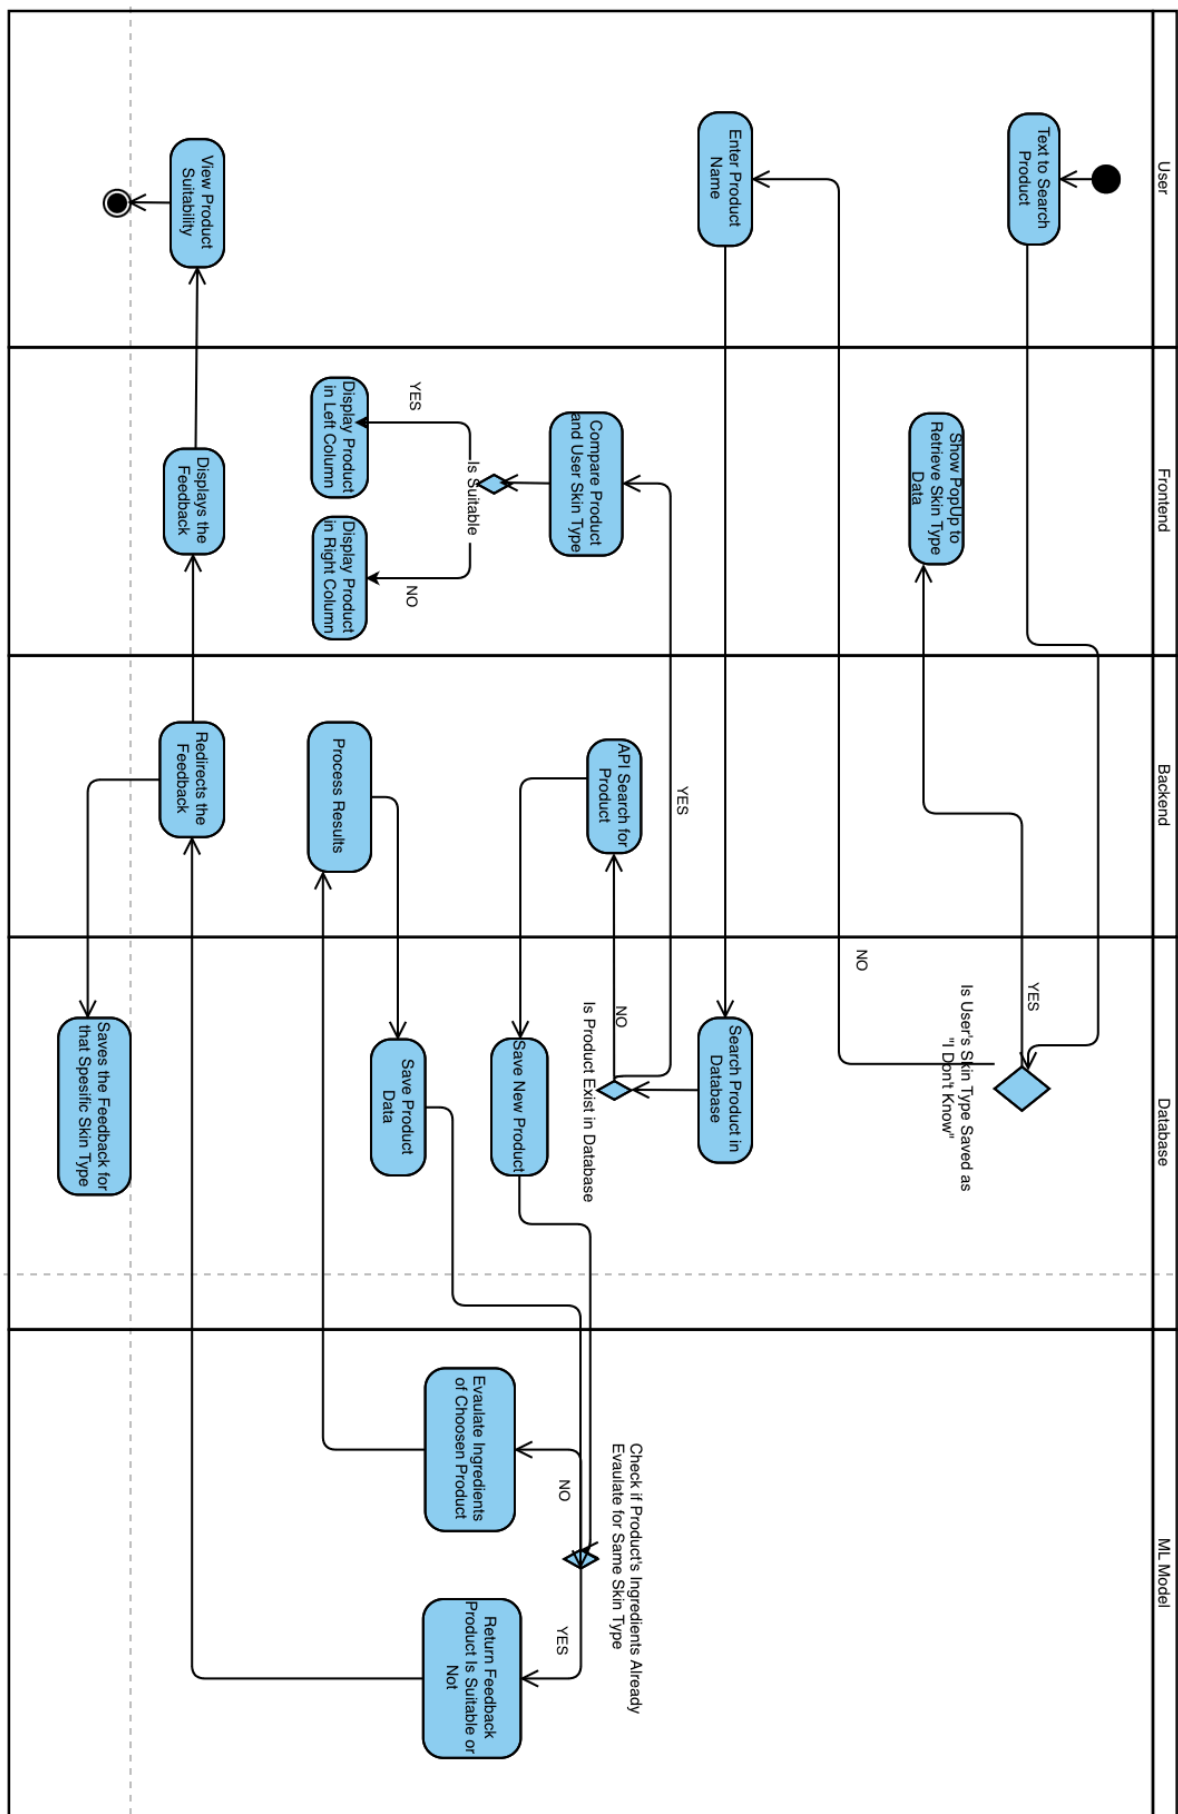 User
Frontend
Backend
Database
ML Model
Text to Search
Product
Is User's Skin Type Saved as
"I Don't Know"
YES
NO
Show PopUp to
Retrieve Skin Type
Data
Enter Product
Name
Search Product in
Database
Is Product Exist in Database
YES
NO
API Search for
Product
Compare Product
and User Skin Type
Is Suitable
YES
NO
Display Product
in Left Column
Display Product
in Right Column
Save New Product
Check if Product's Ingredients Already
Evaulate for Same Skin Type
NO
YES
Evaulate Ingredients
of Choosen Product
Return Feedback
Product Is Suitable or
Not
Process Results
Save Product
Data
Redirects the
Feedback
Displays the
Feedback
View Product
Suitability
Saves the Feedback for
that Spesific Skin Type